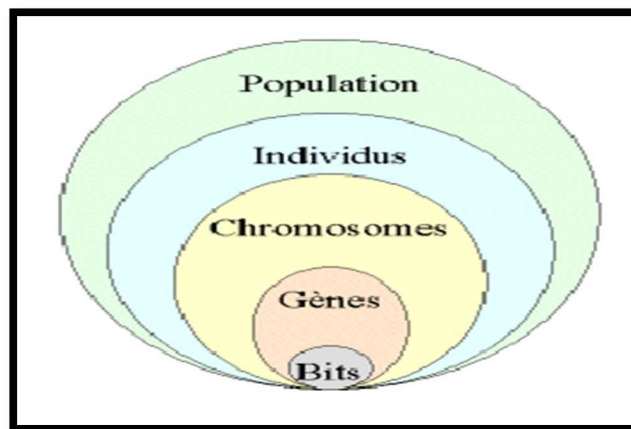 Population
Individus
Chromosomes
Gènes
Bits